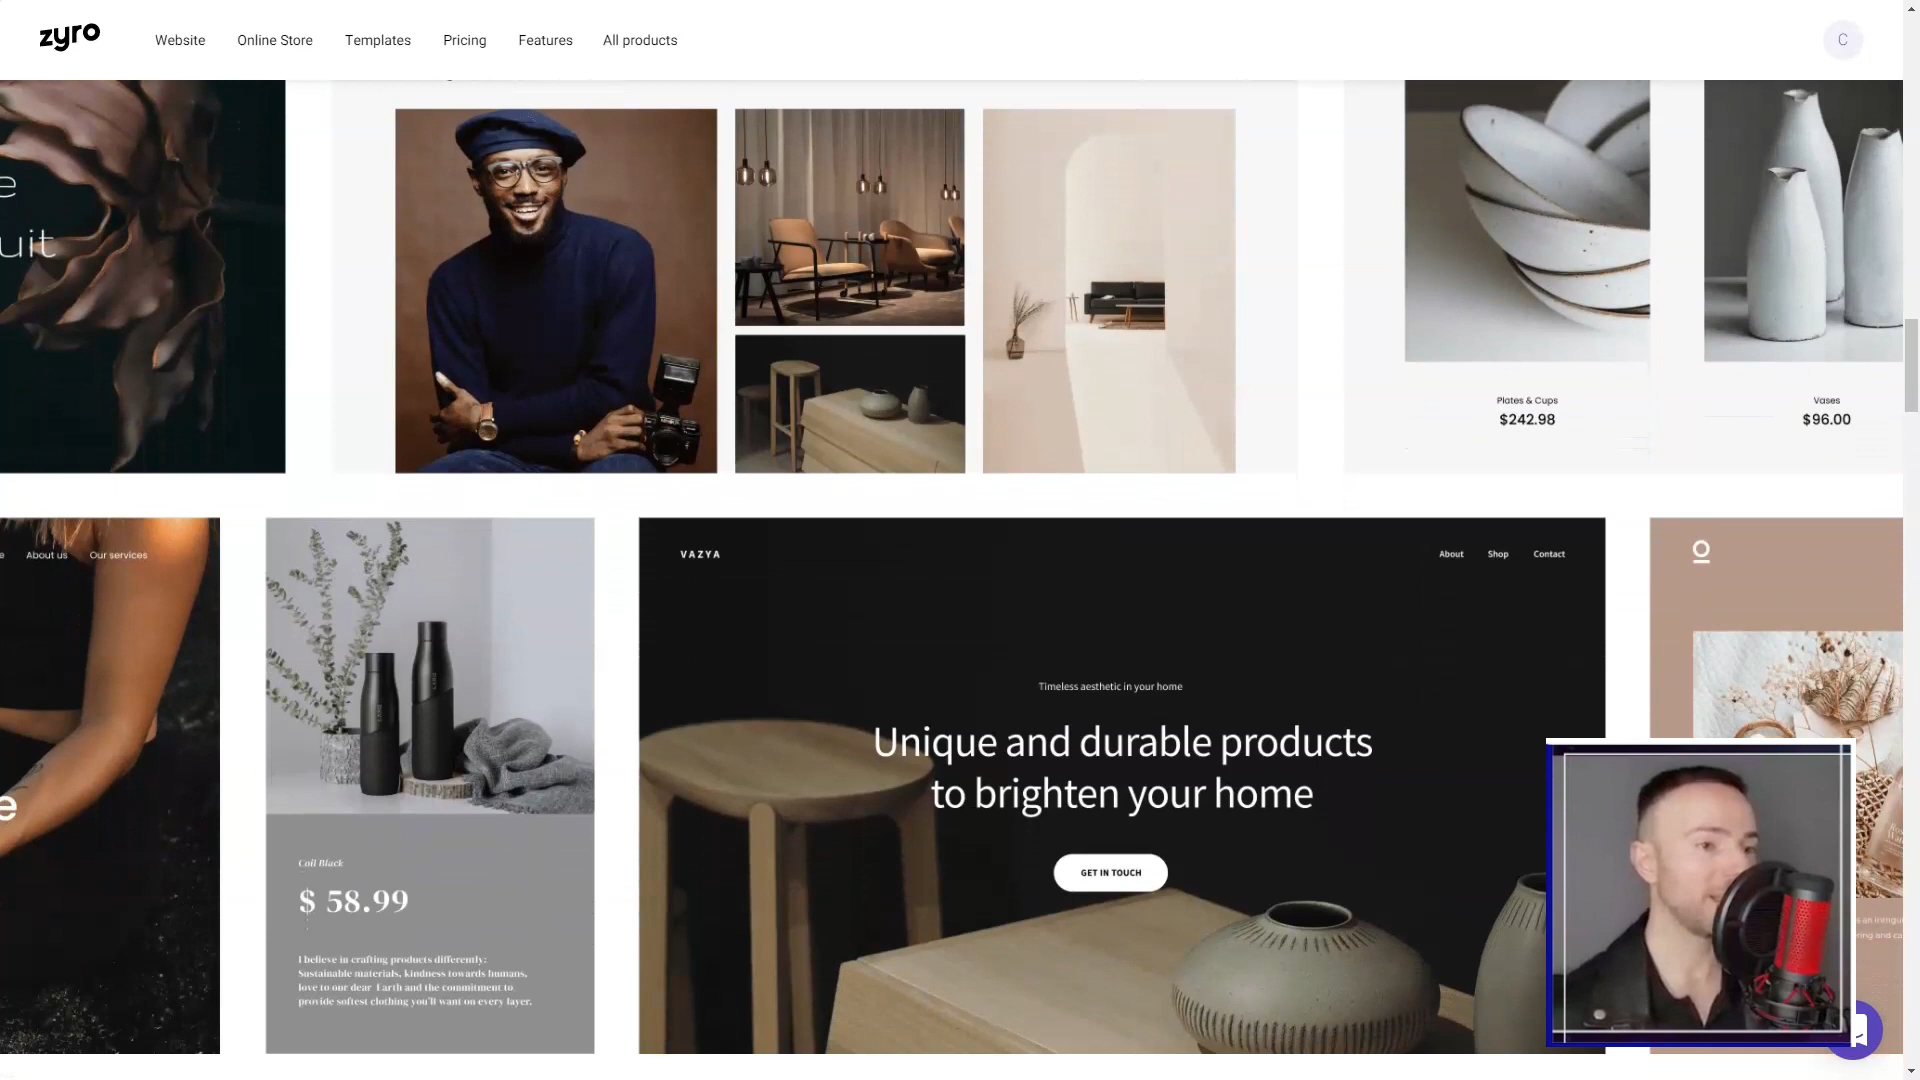 zyro
Website
Online Store
Templates
Pricing
Features
All products
C
e
uit
Plates & Cups
$242.98
Vases
$96.00
e
About us
Our services
e
Coil Black
$ 58.99
I believe in crafting products differently:
Sustainable materials, kindness towards humans,
love to our dear Earth and the commitment to
provide softest clothing you'll want on every layer.
VAZYA
About
Shop
Contact
Timeless aesthetic in your home
Unique and durable products
to brighten your home
GET IN TOUCH